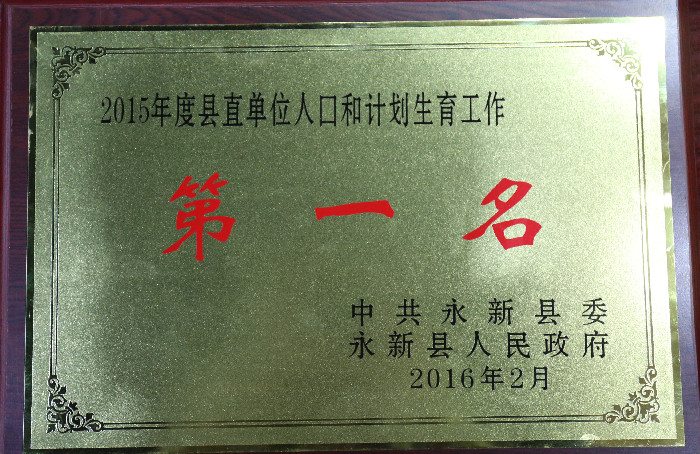 2015年度县直单位人口和计划生育工作
第一名
中共永新县委
永新县人民政府
2016年2月